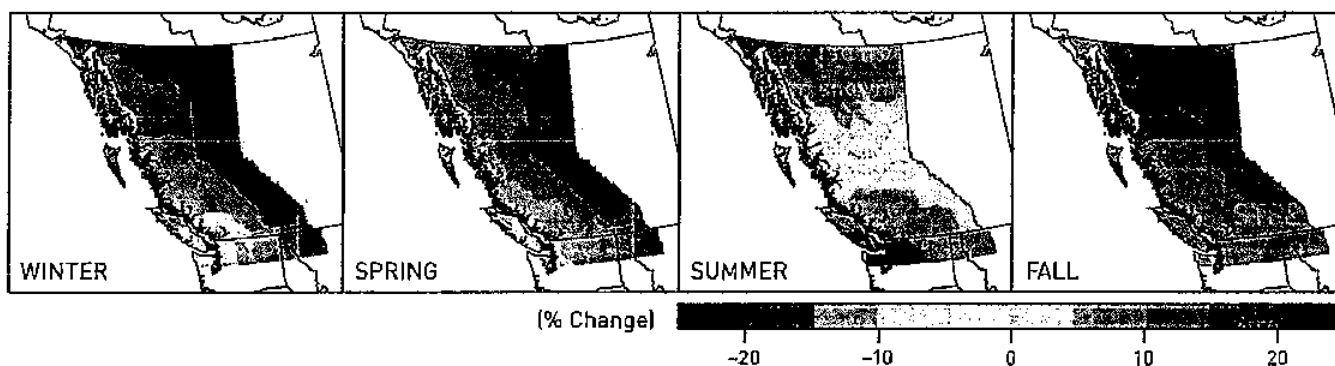 WINTER
SPRING
SUMMER
FALL
(% Change)
-20
-10
0
10
20